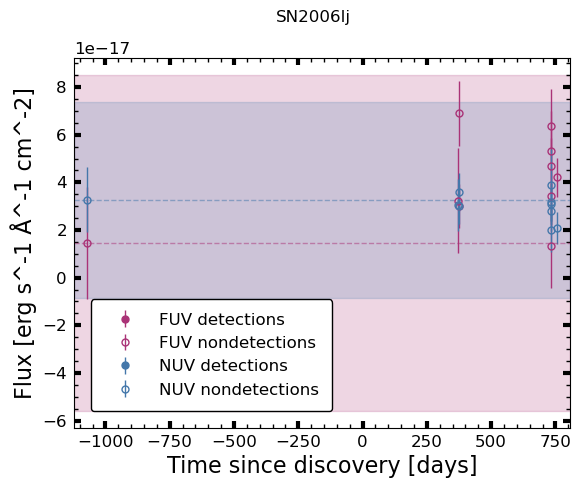 SN2006lj
1e−17
Flux [erg s^-1 Å^-1 cm^-2]
8
6
4
2
0
−2
−4
−6
FUV detections
FUV nondetections
NUV detections
NUV nondetections
−1000 −750 −500 −250 0 250 500 750
Time since discovery [days]